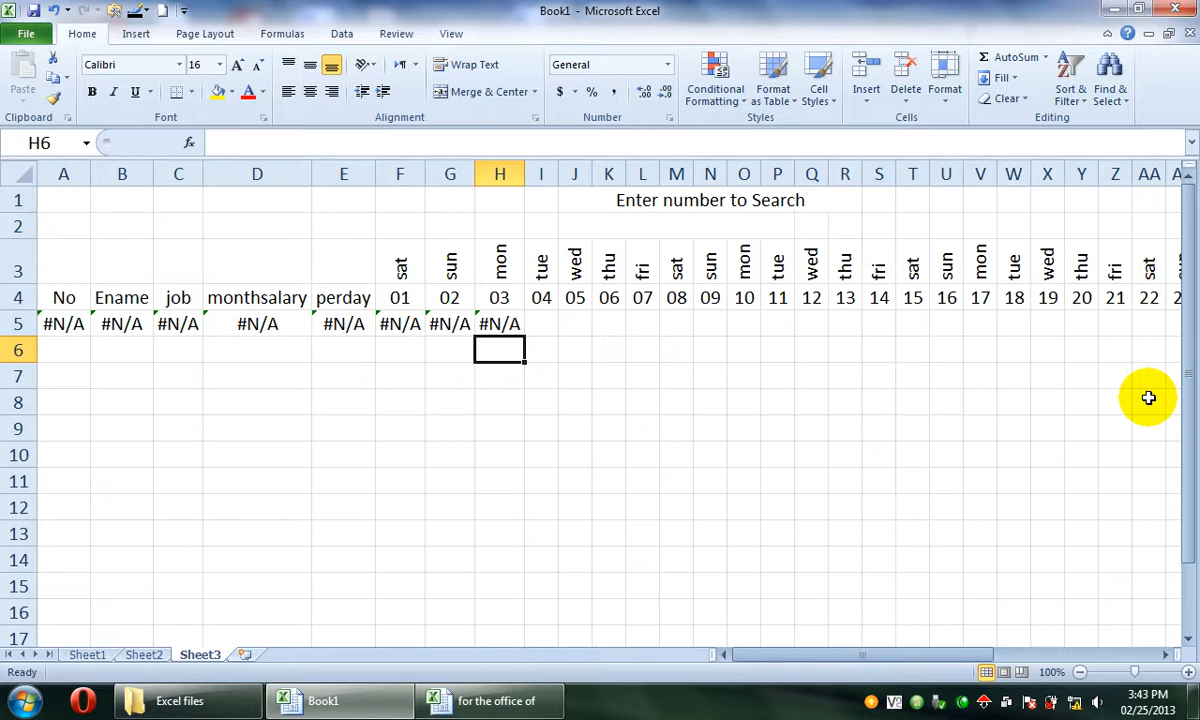 Book1 - Microsoft Excel
File Home Insert Page Layout Formulas Data Review View
Paste
Calibri 16
B I U
Wrap Text
Merge & Center
General
$ % ,
Conditional Formatting
Format as Table
Cell Styles
Insert
Delete
Format
AutoSum
Fill
Clear
Sort & Filter
Find & Select
Clipboard Font Alignment Number Styles Cells Editing
H6 fx
A B C D E F G H I J K L M N O P Q R S T U V W X Y Z AA
1 Enter number to Search
2
3 sat sun mon tue wed thu fri sat sun mon tue wed thu fri sat sun mon tue wed thu fri sat
4 No Ename job monthsalary perday 01 02 03 04 05 06 07 08 09 10 11 12 13 14 15 16 17 18 19 20 21 22
5 #N/A #N/A #N/A #N/A #N/A #N/A #N/A #N/A
6
7
8
9
10
11
12
13
14
15
16
17
Sheet1 Sheet2 Sheet3
Ready 100%
Excel files Book1 for the office of 3:43 PM
02/25/2013